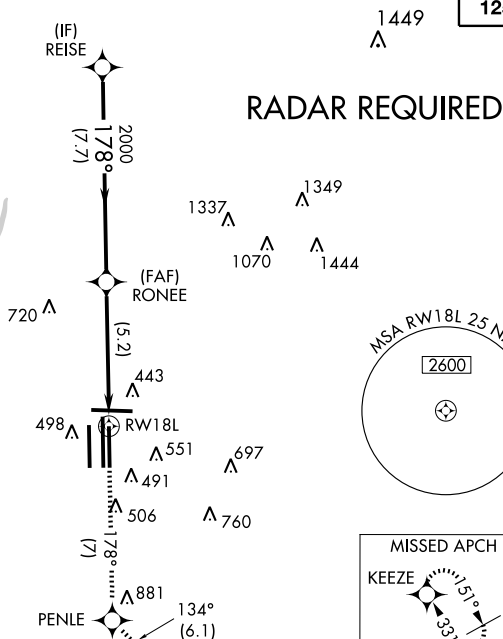 1449
(IF)
REISE
RADAR REQUIRED
2000
178°
(7.7)
1349
1337
1070
1444
(FAF)
RONEE
720
(5.2)
MSA RW18L 25 N
2600
443
498
RW18L
551
697
491
506
760
178°
(7)
MISSED APCH
KEEZE
151°
881
PENLE
134°
(6.1)